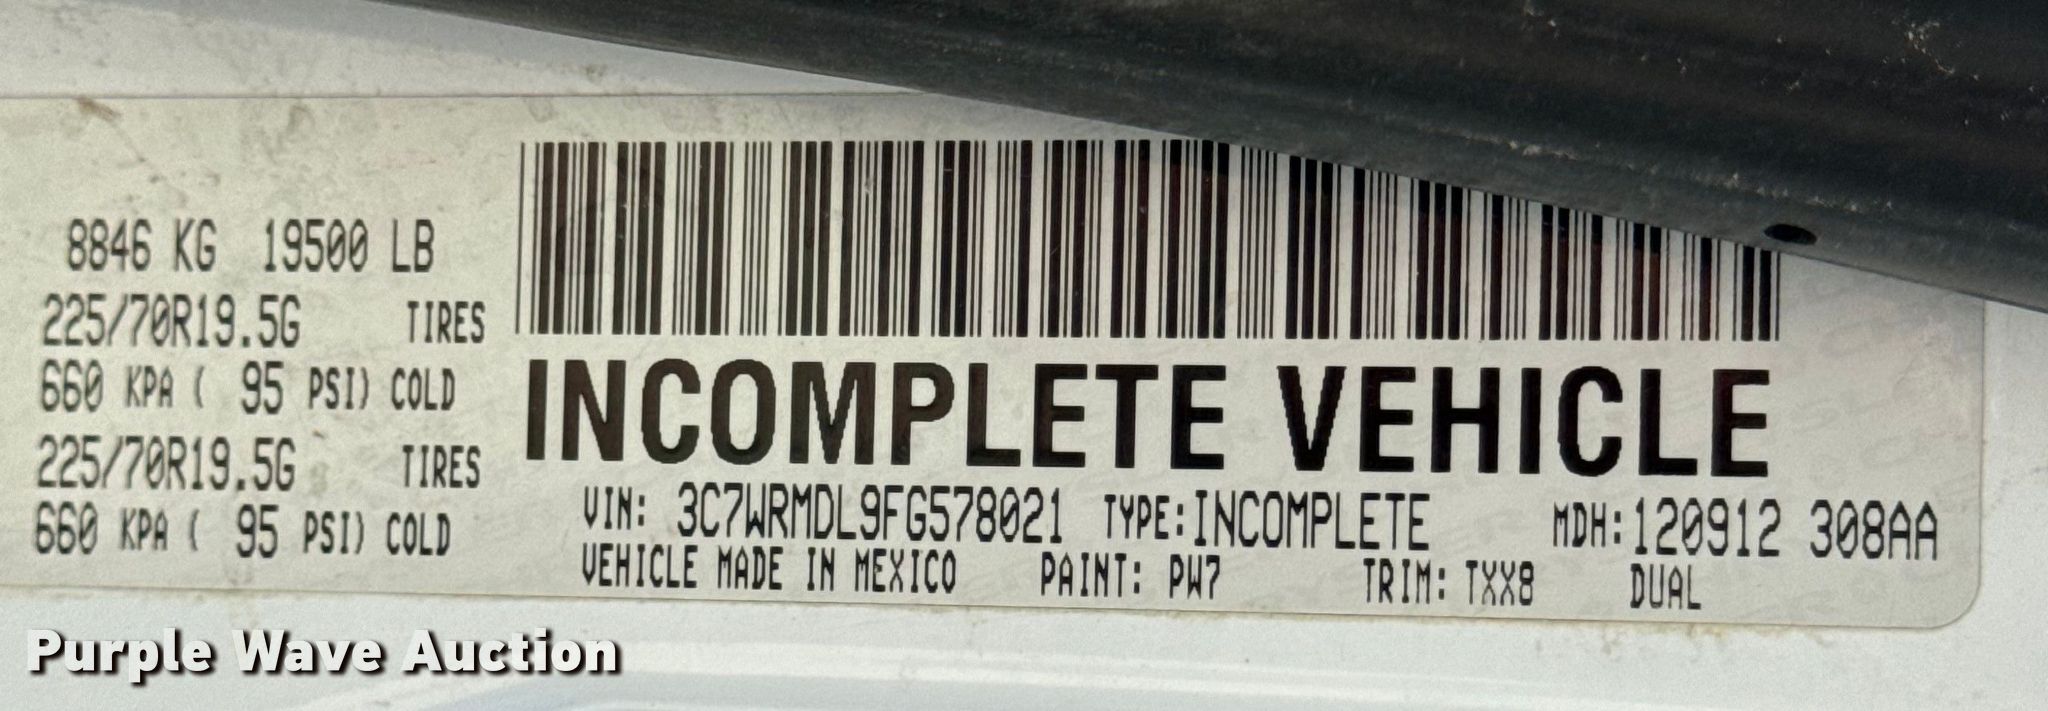 8846 KG 19500 LB
225/70R19.5G TIRES
660 KPA ( 95 PSI) COLD
225/70R19.5G TIRES
660 KPA ( 95 PSI) COLD
INCOMPLETE VEHICLE
VIN: 3C7WRMDL9FG578021 TYPE:INCOMPLETE MDH:120912 308AA
VEHICLE MADE IN MEXICO PAINT: PW7 TRIM: TXX8 DUAL
Purple Wave Auction